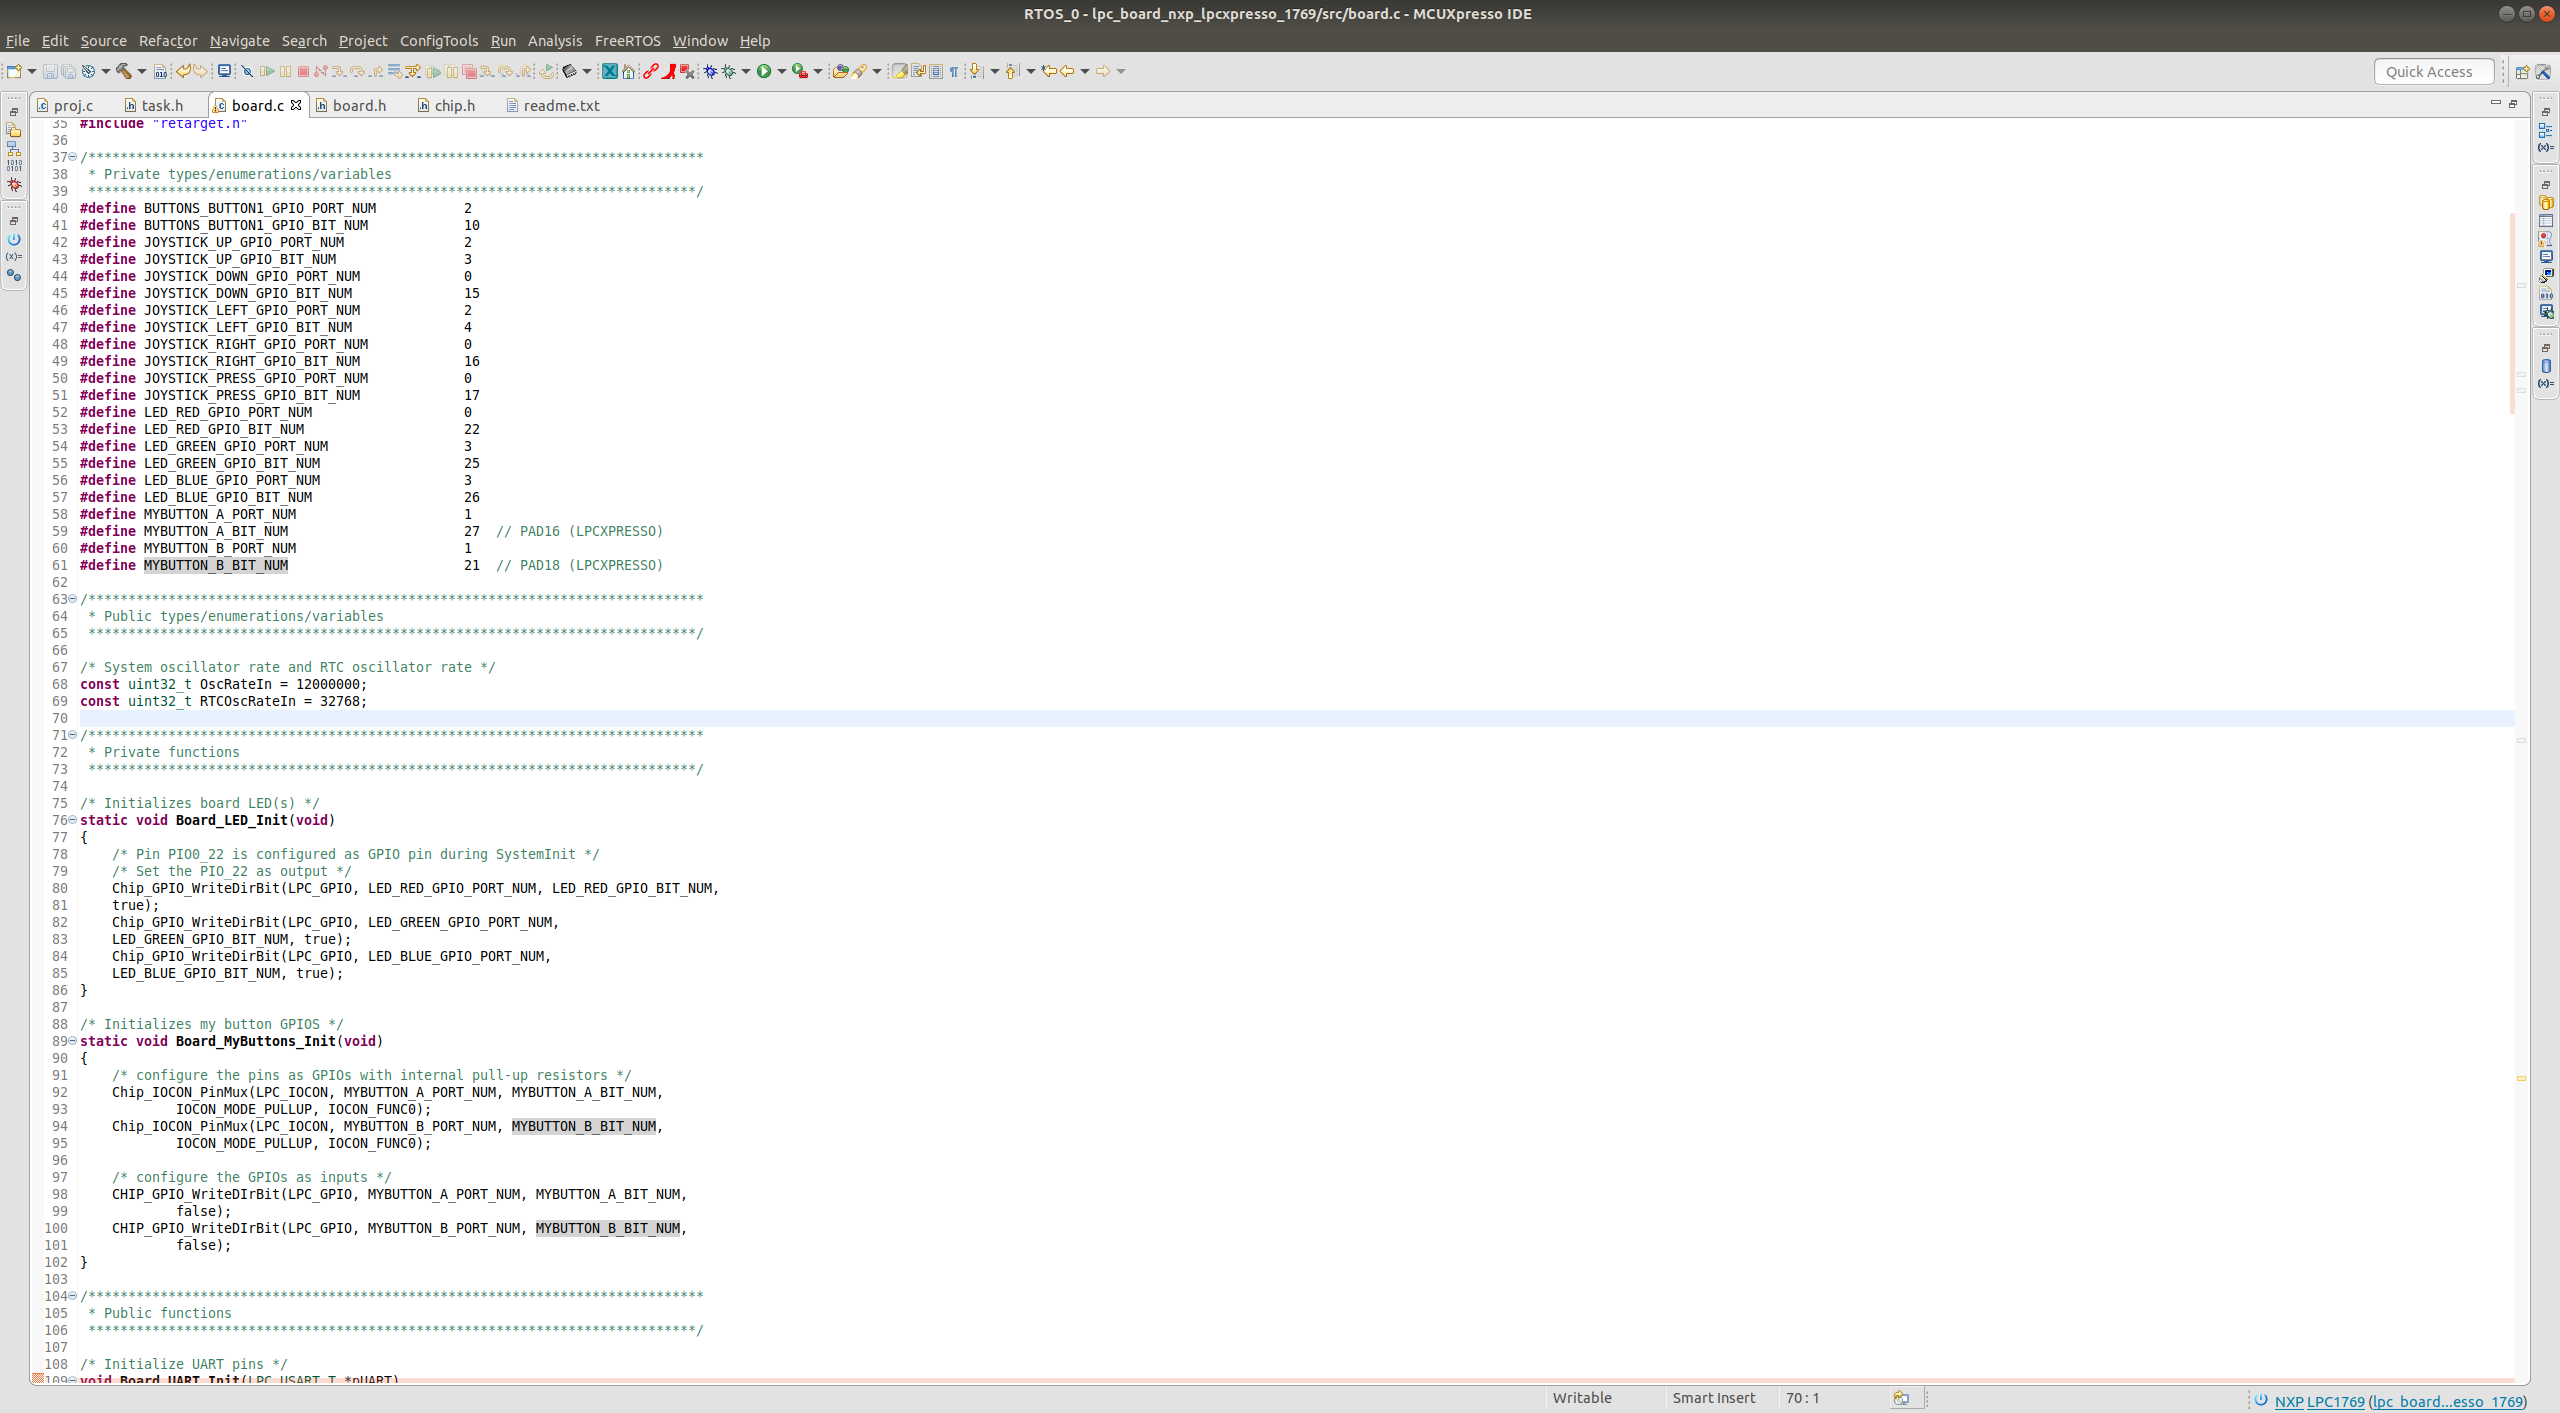 RTOS_0 - lpc_board_nxp_lpcxpresso_1769/src/board.c - MCUXpresso IDE
File Edit Source Refactor Navigate Search Project ConfigTools Run Analysis FreeRTOS Window Help
Quick Access
proj.c task.h board.c board.h chip.h readme.txt
35 #include "retarget.h"
36
37 /*****************************************************************************
38  * Private types/enumerations/variables
39  ****************************************************************************/
40 #define BUTTONS_BUTTON1_GPIO_PORT_NUM           2
41 #define BUTTONS_BUTTON1_GPIO_BIT_NUM            10
42 #define JOYSTICK_UP_GPIO_PORT_NUM               2
43 #define JOYSTICK_UP_GPIO_BIT_NUM                3
44 #define JOYSTICK_DOWN_GPIO_PORT_NUM             0
45 #define JOYSTICK_DOWN_GPIO_BIT_NUM              15
46 #define JOYSTICK_LEFT_GPIO_PORT_NUM             2
47 #define JOYSTICK_LEFT_GPIO_BIT_NUM              4
48 #define JOYSTICK_RIGHT_GPIO_PORT_NUM            0
49 #define JOYSTICK_RIGHT_GPIO_BIT_NUM             16
50 #define JOYSTICK_PRESS_GPIO_PORT_NUM            0
51 #define JOYSTICK_PRESS_GPIO_BIT_NUM             17
52 #define LED_RED_GPIO_PORT_NUM                   0
53 #define LED_RED_GPIO_BIT_NUM                    22
54 #define LED_GREEN_GPIO_PORT_NUM                 3
55 #define LED_GREEN_GPIO_BIT_NUM                  25
56 #define LED_BLUE_GPIO_PORT_NUM                  3
57 #define LED_BLUE_GPIO_BIT_NUM                   26
58 #define MYBUTTON_A_PORT_NUM                     1
59 #define MYBUTTON_A_BIT_NUM                      27  // PAD16 (LPCXPRESSO)
60 #define MYBUTTON_B_PORT_NUM                     1
61 #define MYBUTTON_B_BIT_NUM                      21  // PAD18 (LPCXPRESSO)
62
63 /*****************************************************************************
64  * Public types/enumerations/variables
65  ****************************************************************************/
66
67 /* System oscillator rate and RTC oscillator rate */
68 const uint32_t OscRateIn = 12000000;
69 const uint32_t RTCOscRateIn = 32768;
70
71 /*****************************************************************************
72  * Private functions
73  ****************************************************************************/
74
75 /* Initializes board LED(s) */
76 static void Board_LED_Init(void)
77 {
78     /* Pin PIO0_22 is configured as GPIO pin during SystemInit */
79     /* Set the PIO_22 as output */
80     Chip_GPIO_WriteDirBit(LPC_GPIO, LED_RED_GPIO_PORT_NUM, LED_RED_GPIO_BIT_NUM,
81     true);
82     Chip_GPIO_WriteDirBit(LPC_GPIO, LED_GREEN_GPIO_PORT_NUM,
83     LED_GREEN_GPIO_BIT_NUM, true);
84     Chip_GPIO_WriteDirBit(LPC_GPIO, LED_BLUE_GPIO_PORT_NUM,
85     LED_BLUE_GPIO_BIT_NUM, true);
86 }
87
88 /* Initializes my button GPIOS */
89 static void Board_MyButtons_Init(void)
90 {
91     /* configure the pins as GPIOs with internal pull-up resistors */
92     Chip_IOCON_PinMux(LPC_IOCON, MYBUTTON_A_PORT_NUM, MYBUTTON_A_BIT_NUM,
93             IOCON_MODE_PULLUP, IOCON_FUNC0);
94     Chip_IOCON_PinMux(LPC_IOCON, MYBUTTON_B_PORT_NUM, MYBUTTON_B_BIT_NUM,
95             IOCON_MODE_PULLUP, IOCON_FUNC0);
96
97     /* configure the GPIOs as inputs */
98     CHIP_GPIO_WriteDIrBit(LPC_GPIO, MYBUTTON_A_PORT_NUM, MYBUTTON_A_BIT_NUM,
99             false);
100     CHIP_GPIO_WriteDIrBit(LPC_GPIO, MYBUTTON_B_PORT_NUM, MYBUTTON_B_BIT_NUM,
101             false);
102 }
103
104 /*****************************************************************************
105  * Public functions
106  ****************************************************************************/
107
108 /* Initialize UART pins */
109 void Board_UART_Init(LPC_USART_T *pUART)
Writable Smart Insert 70 : 1
NXP LPC1769 (lpc_board...esso_1769)